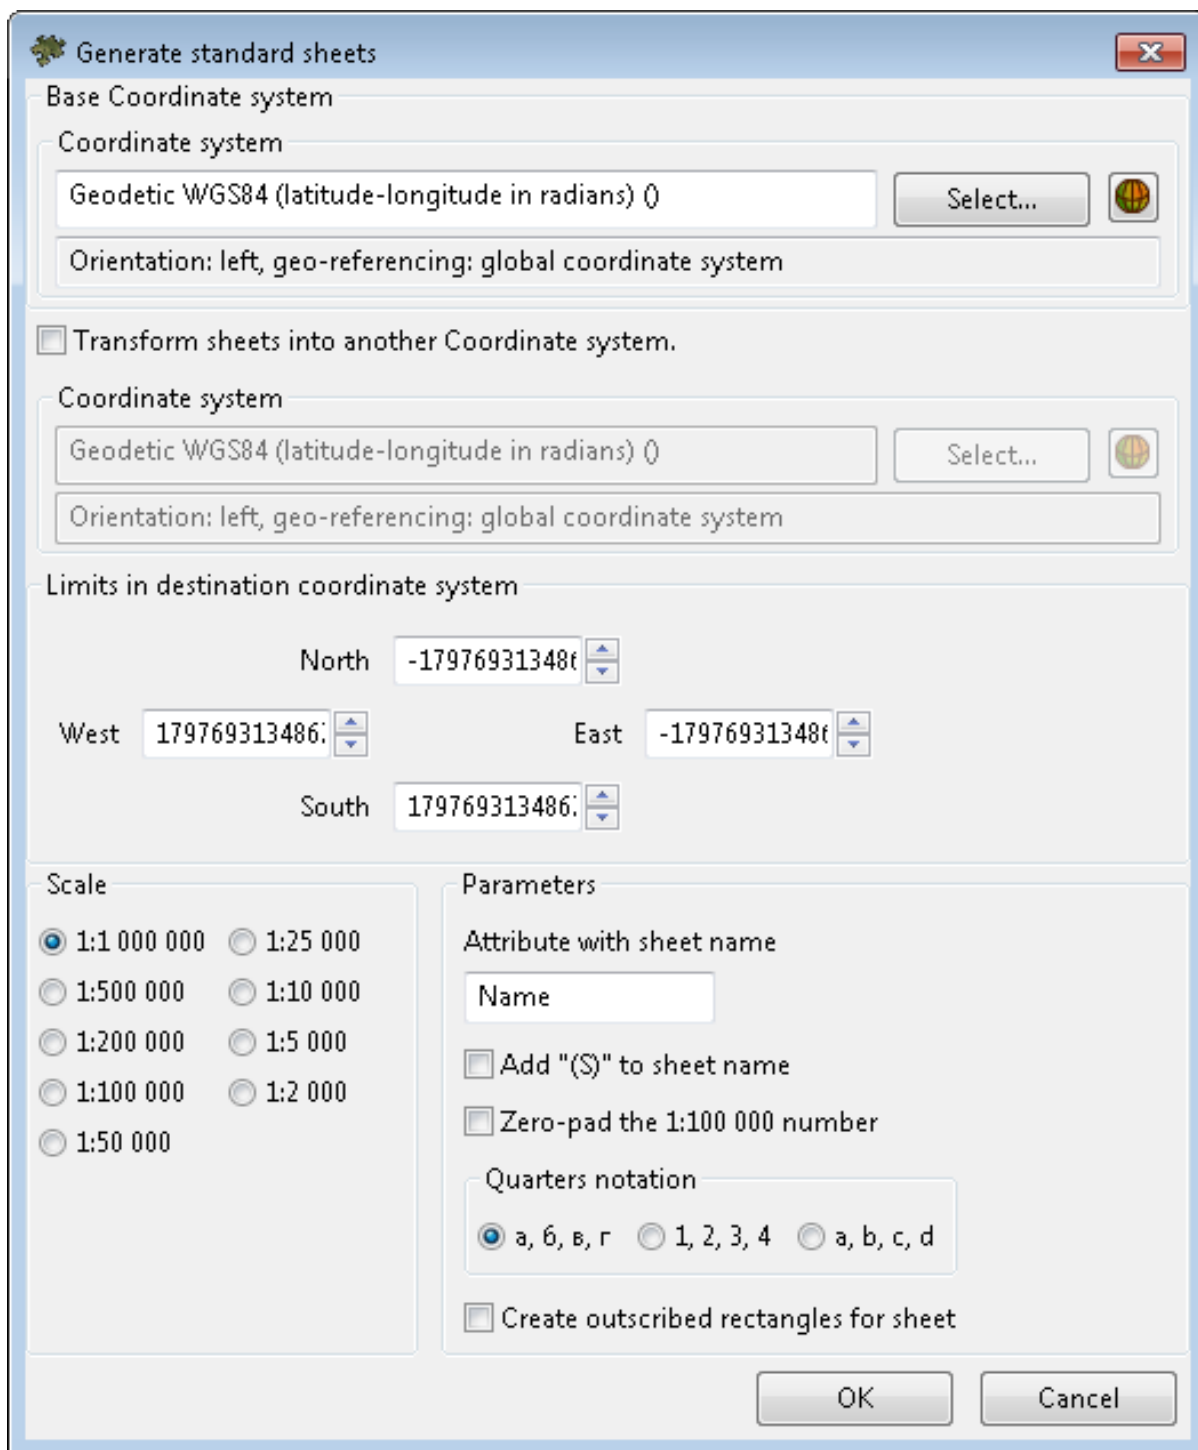 Generate standard sheets
Base Coordinate system
Coordinate system
Geodetic WGS84 (latitude-longitude in radians) ()
Select...
Orientation: left, geo-referencing: global coordinate system
Transform sheets into another Coordinate system.
Coordinate system
Geodetic WGS84 (latitude-longitude in radians) ()
Select...
Orientation: left, geo-referencing: global coordinate system
Limits in destination coordinate system
North -17976931348
West 179769313486 East -17976931348
South 179769313486
Scale
1:1 000 000 1:25 000
1:500 000 1:10 000
1:200 000 1:5 000
1:100 000 1:2 000
1:50 000
Parameters
Attribute with sheet name
Name
Add "(S)" to sheet name
Zero-pad the 1:100 000 number
Quarters notation
а, б, в, г 1, 2, 3, 4 a, b, c, d
Create outscribed rectangles for sheet
OK Cancel